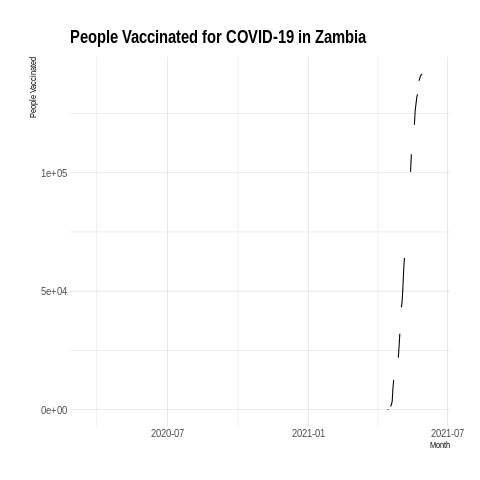 People Vaccinated for COVID-19 in Zambia
People Vaccinated
1e+05
5e+04
0e+00
2020-07
2021-01
2021-07
Month